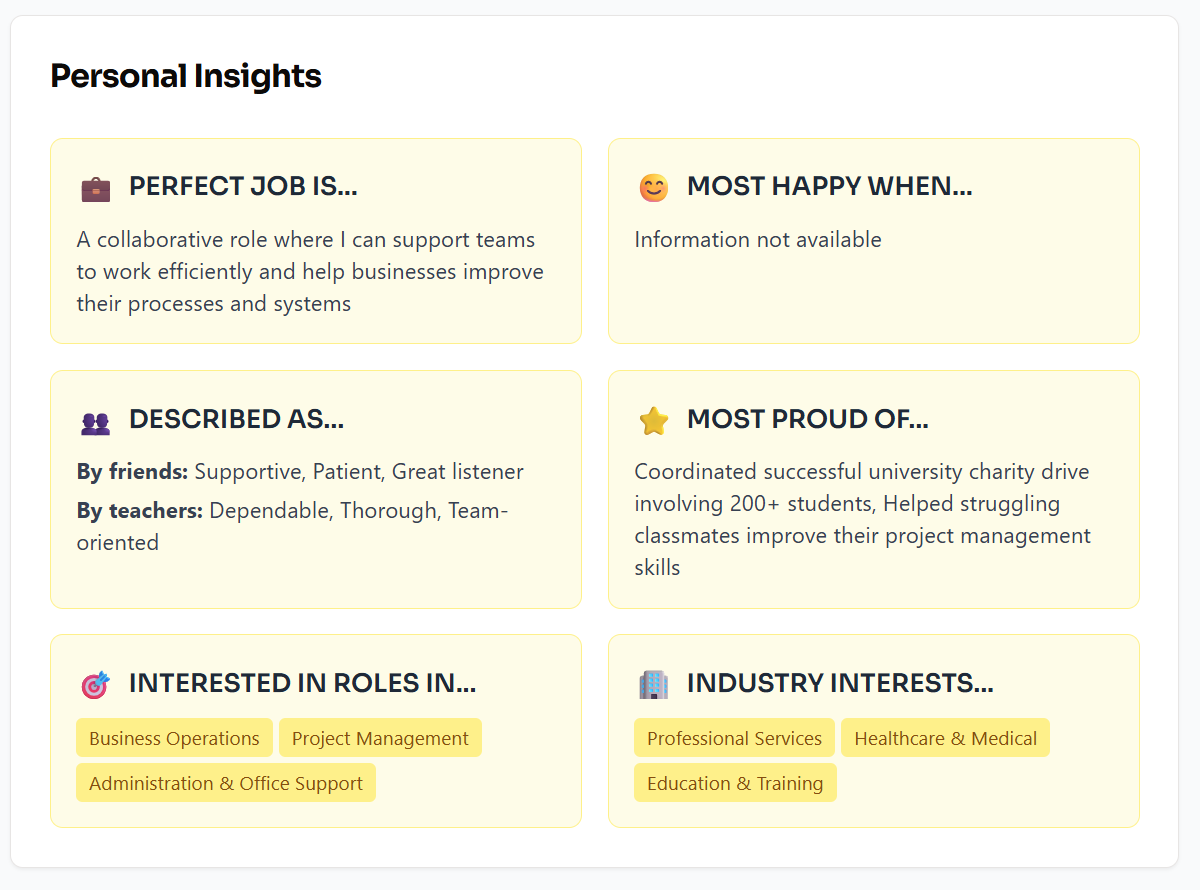 Personal Insights
PERFECT JOB IS...
A collaborative role where I can support teams
to work efficiently and help businesses improve
their processes and systems
MOST HAPPY WHEN...
Information not available
DESCRIBED AS...
By friends: Supportive, Patient, Great listener
By teachers: Dependable, Thorough, Team-
oriented
MOST PROUD OF...
Coordinated successful university charity drive
involving 200+ students, Helped struggling
classmates improve their project management
skills
INTERESTED IN ROLES IN...
Business Operations
Project Management
Administration & Office Support
INDUSTRY INTERESTS...
Professional Services
Healthcare & Medical
Education & Training